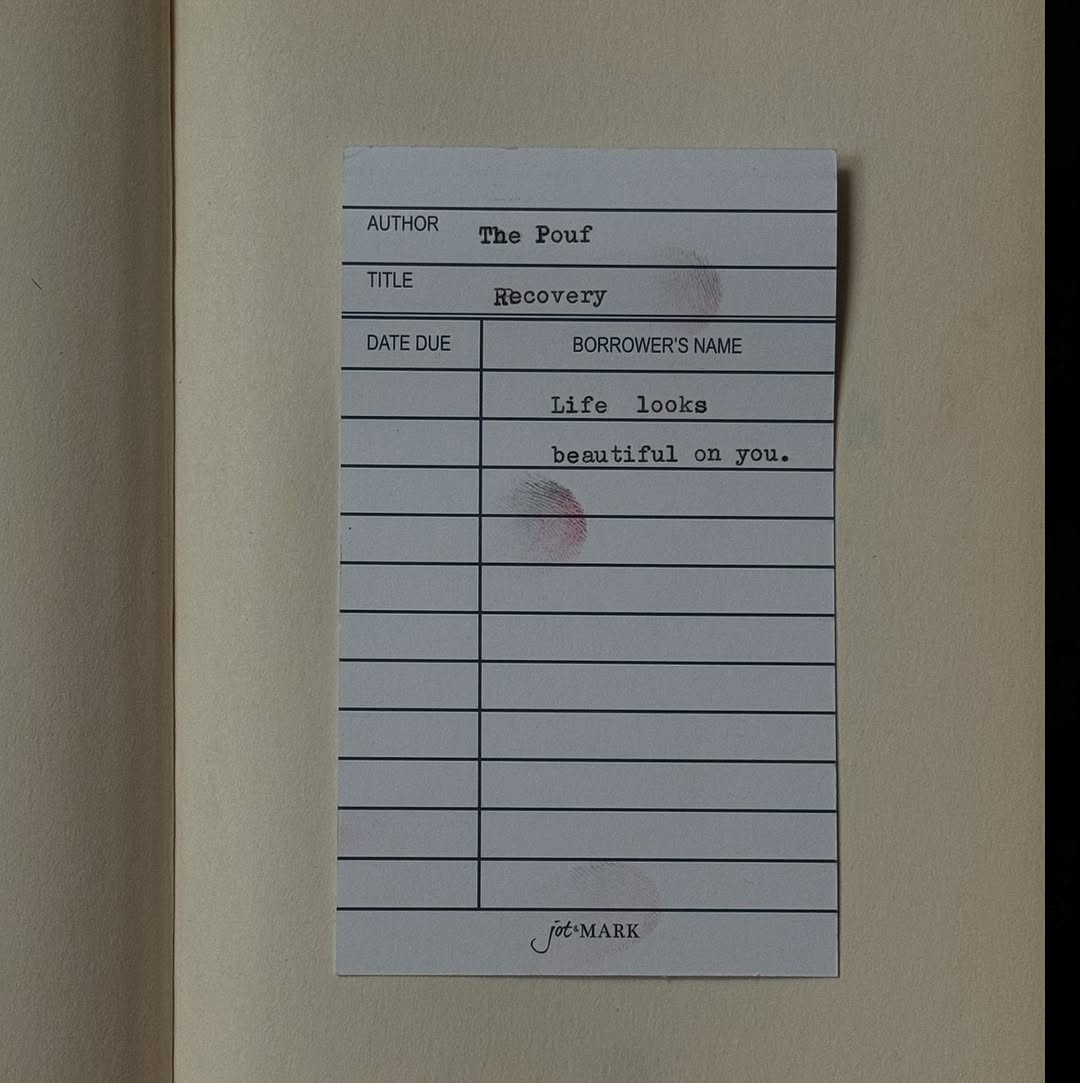 AUTHOR The Pouf
TITLE Recovery
DATE DUE BORROWER'S NAME
Life looks
beautiful on you.
jot & MARK